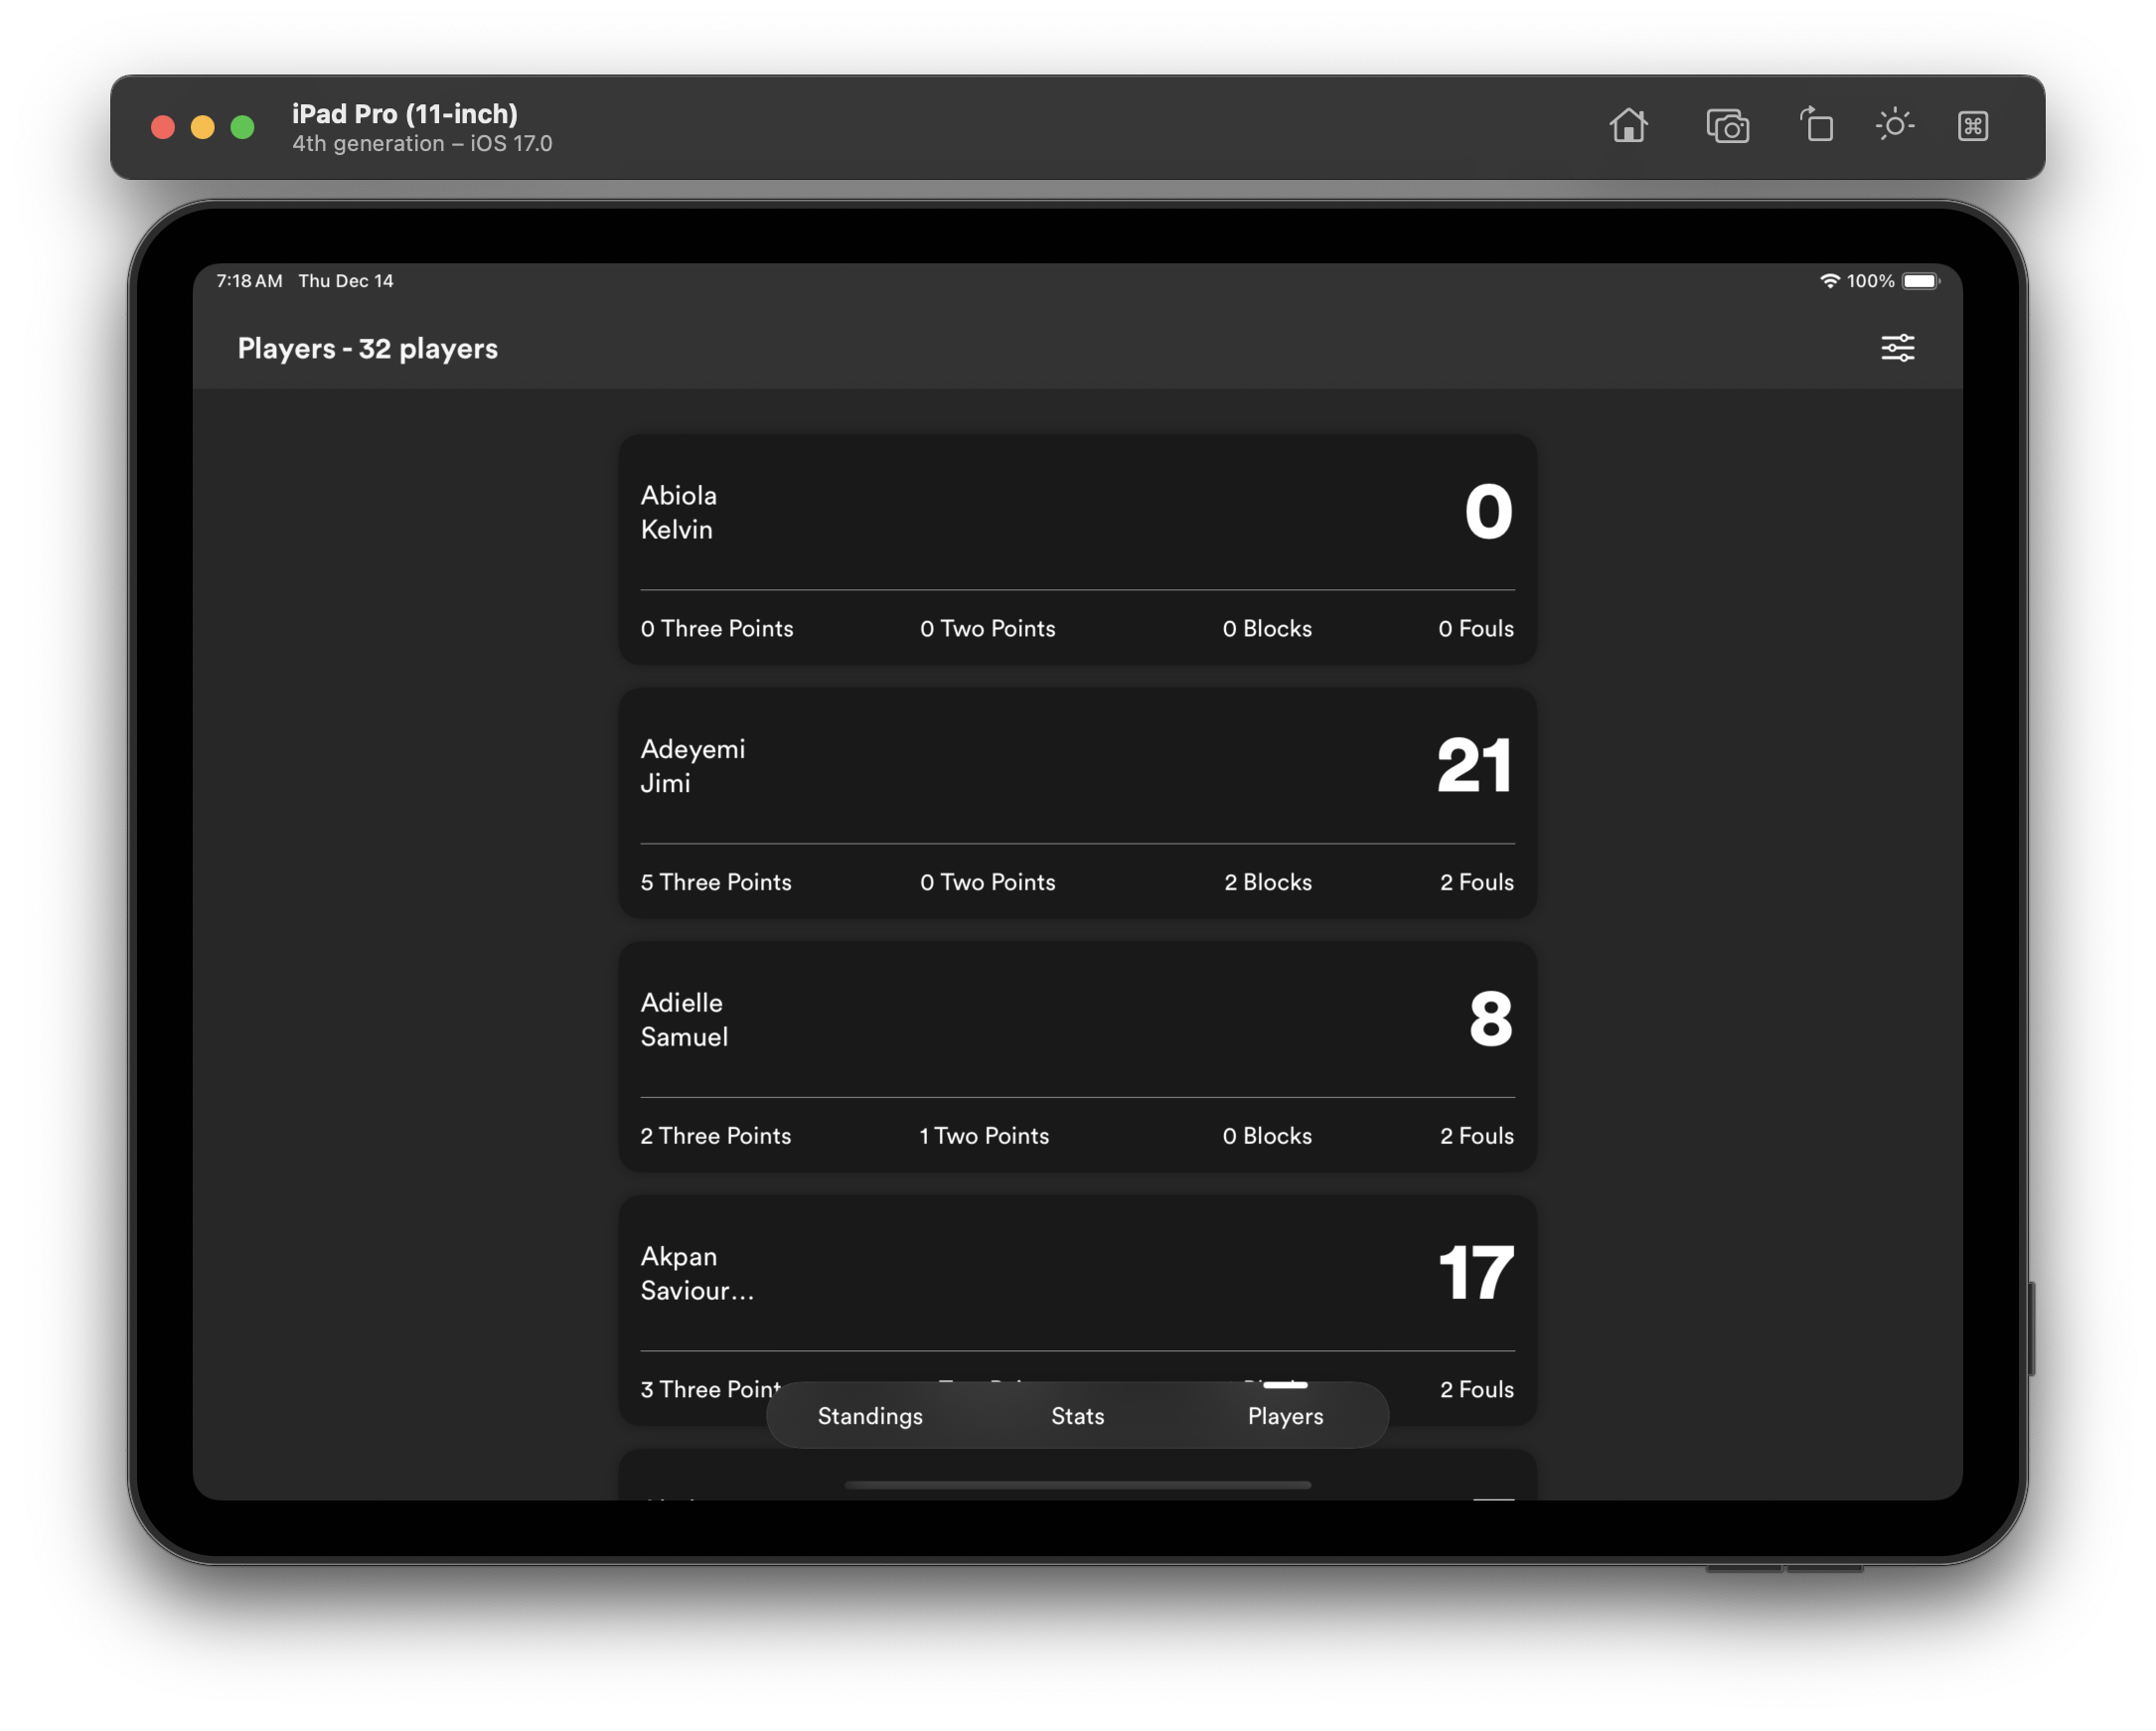 iPad Pro (11-inch)
4th generation – iOS 17.0
7:18 AM Thu Dec 14
100%
Players - 32 players
Abiola
Kelvin
0
0 Three Points 0 Two Points 0 Blocks 0 Fouls
Adeyemi
Jimi
21
5 Three Points 0 Two Points 2 Blocks 2 Fouls
Adielle
Samuel
8
2 Three Points 1 Two Points 0 Blocks 2 Fouls
Akpan
Saviour...
17
3 Three 2 Fouls
Standings Stats Players